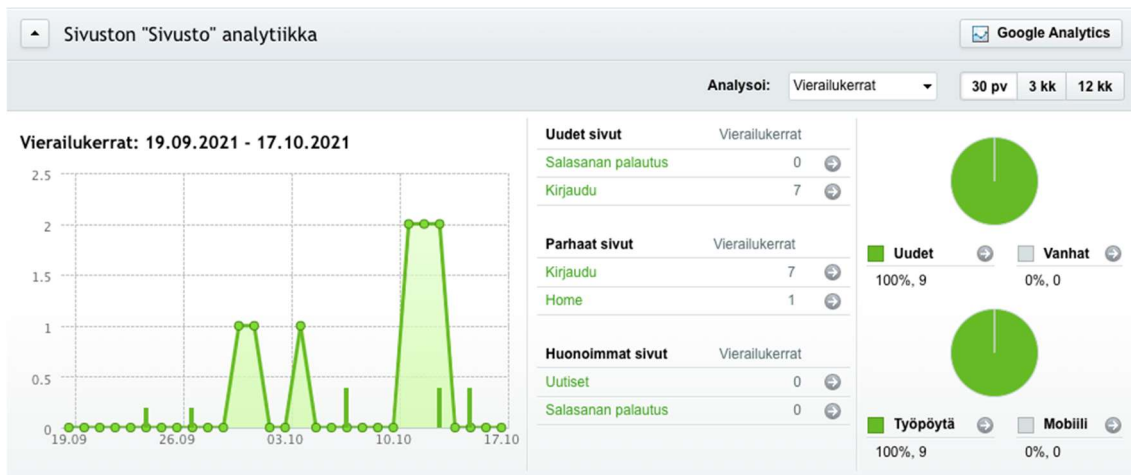 Sivuston "Sivusto" analytiikka
Google Analytics
Analysoi:
Vierailukerrat
30 pv
3 kk
12 kk
Vierailukerrat: 19.09.2021 - 17.10.2021
2.5
2
1.5
1
0.5
0
19.09
26.09
03.10
10.10
17.10
Uudet sivut Vierailukerrat
Salasanan palautus 0
Kirjaudu 7
Parhaat sivut Vierailukerrat
Kirjaudu 7
Home 1
Huonoimmat sivut Vierailukerrat
Uutiset 0
Salasanan palautus 0
Uudet Vanhat
100%, 9 0%, 0
Työpöytä Mobiili
100%, 9 0%, 0